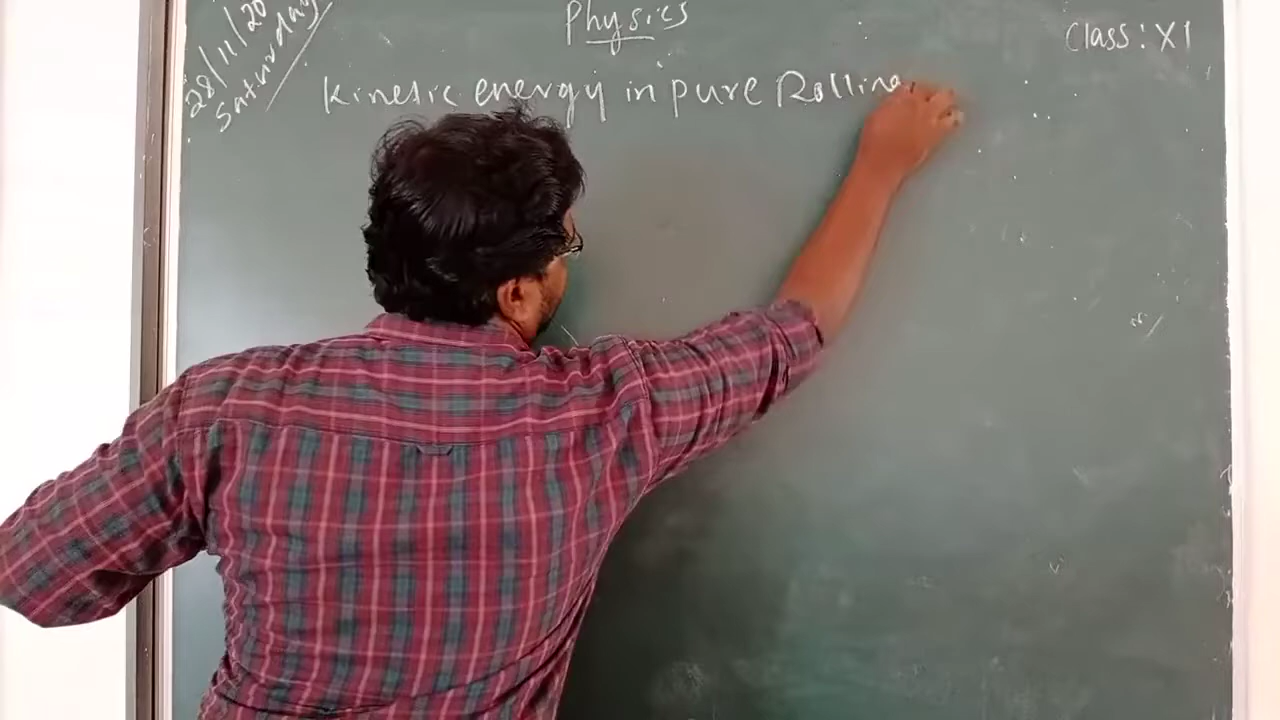 28/11/20
Saturday
Physics
Class: XI
Kinetic energy in pure Rolling